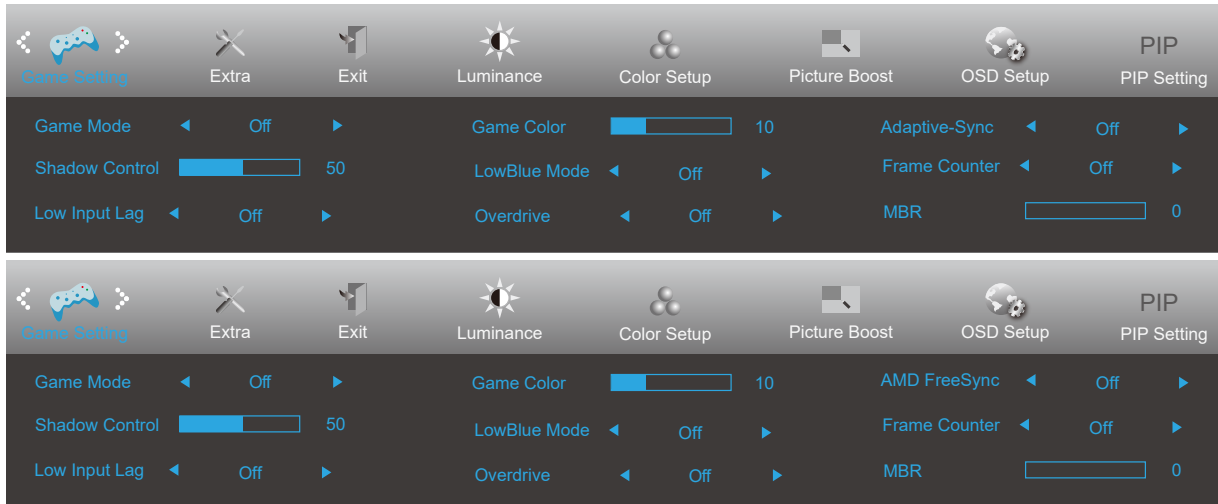 PIP
Game Setting Extra Exit Luminance Color Setup Picture Boost OSD Setup PIP Setting
Game Mode Off Game Color 10 Adaptive-Sync Off
Shadow Control 50 LowBlue Mode Off Frame Counter Off
Low Input Lag Off Overdrive Off MBR 0
PIP
Game Setting Extra Exit Luminance Color Setup Picture Boost OSD Setup PIP Setting
Game Mode Off Game Color 10 AMD FreeSync Off
Shadow Control 50 LowBlue Mode Off Frame Counter Off
Low Input Lag Off Overdrive Off MBR 0